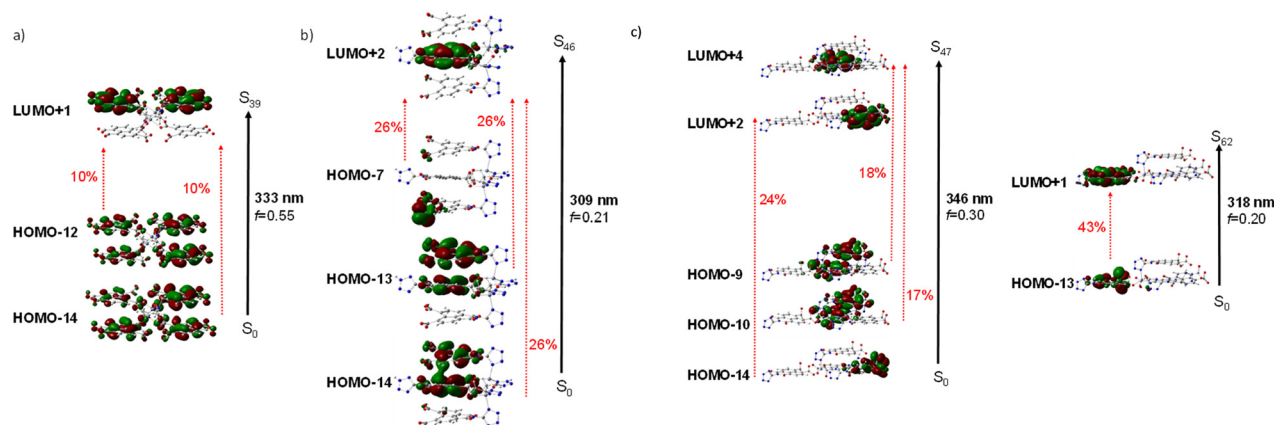 a)
LUMO+1
10%
10%
HOMO-12
HOMO-14
S39
333 nm
f=0.55
S0
b)
LUMO+2
26%
26%
HOMO-7
HOMO-13
26%
HOMO-14
S46
309 nm
f=0.21
S0
c)
LUMO+4
LUMO+2
18%
24%
HOMO-9
17%
HOMO-10
HOMO-14
S47
346 nm
f=0.30
S0
LUMO+1
43%
HOMO-13
S62
318 nm
f=0.20
S0